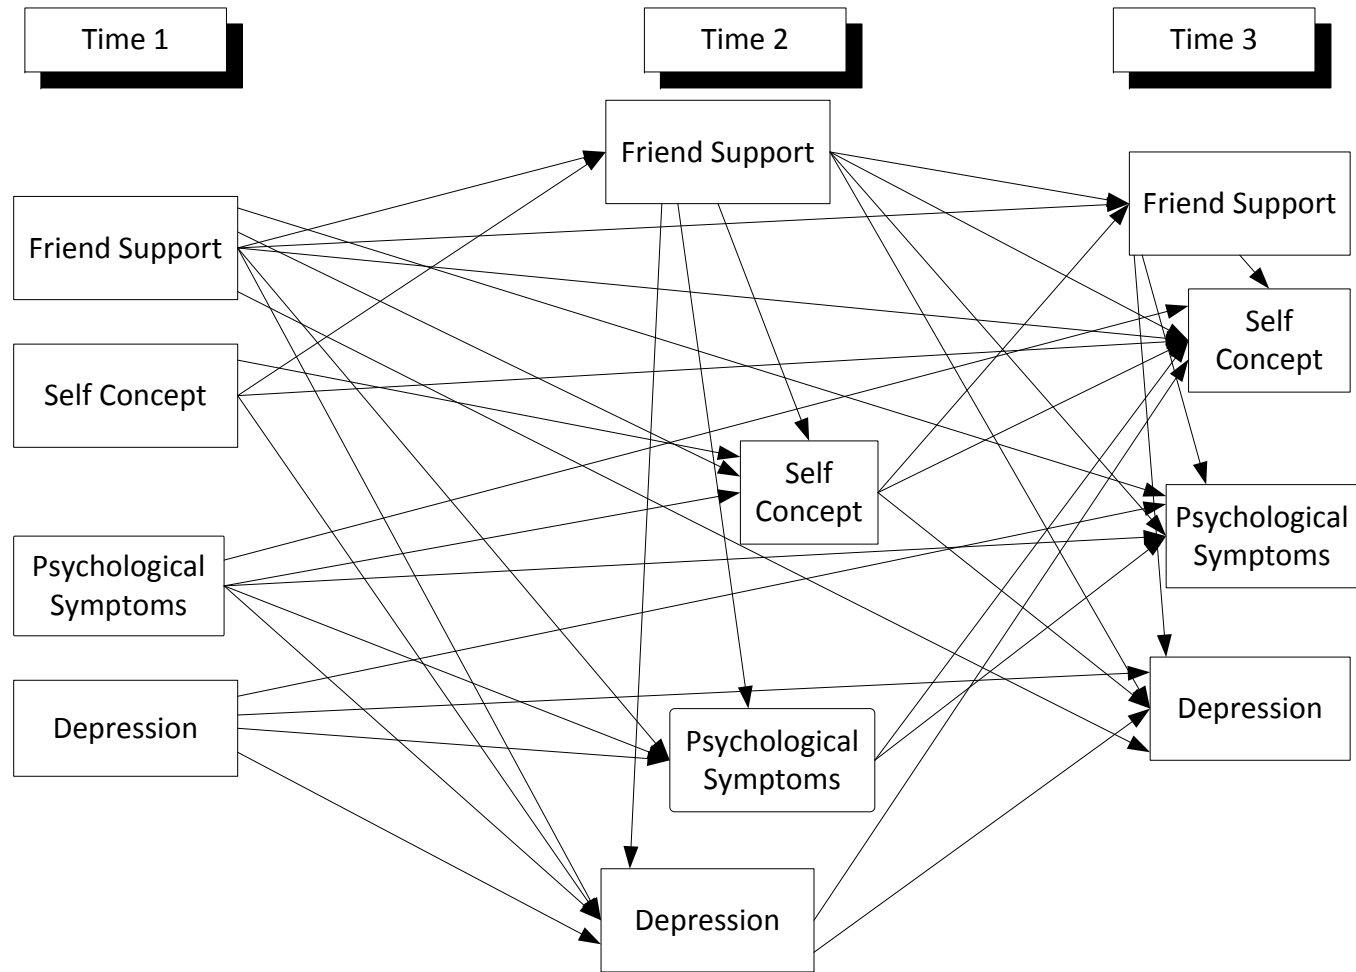 Time 1
Time 2
Time 3
Friend Support
Self Concept
Psychological
Symptoms
Depression
Friend Support
Self
Concept
Psychological
Symptoms
Depression
Friend Support
Self
Concept
Psychological
Symptoms
Depression